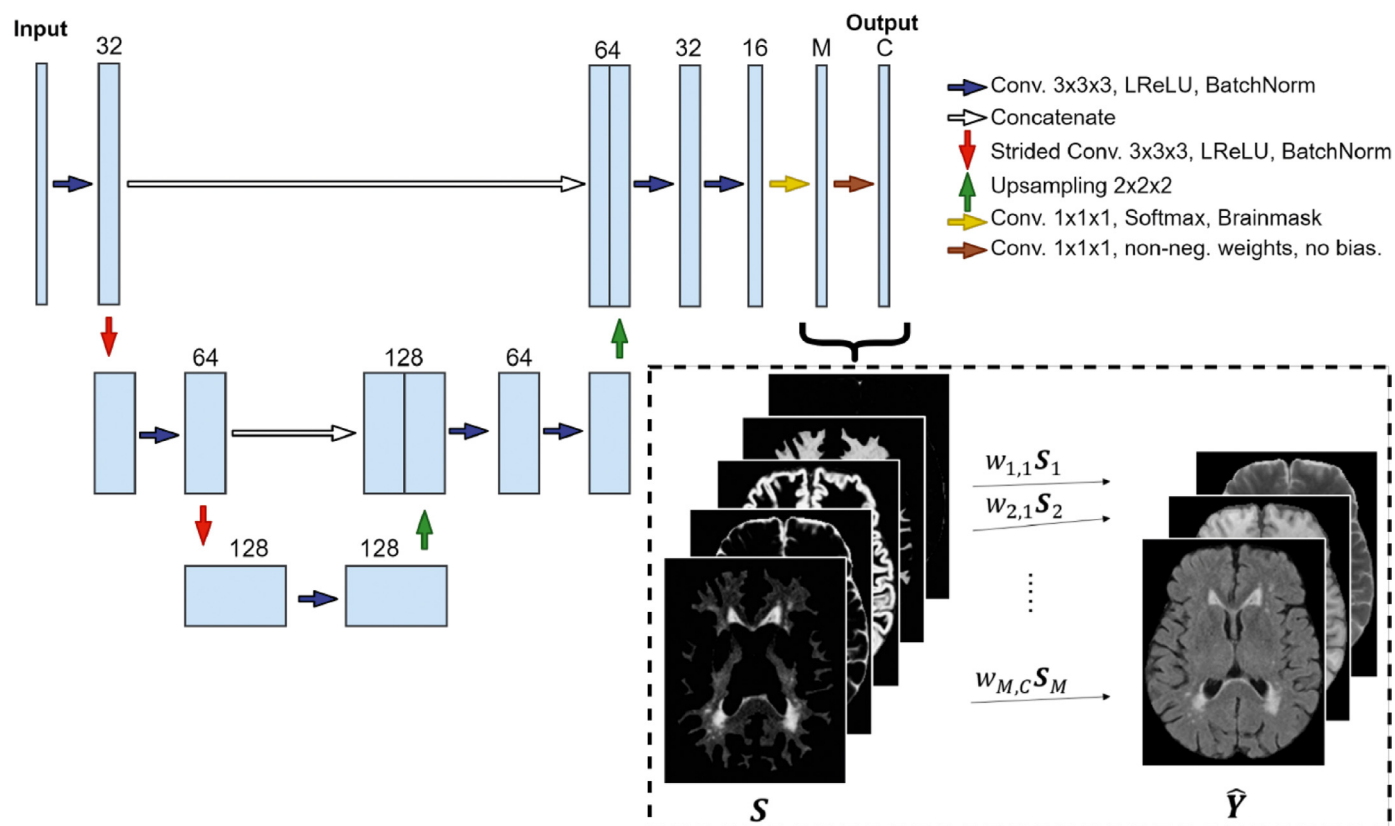 Input
32
64
32
16
M
Output
C
Conv. 3x3x3, LReLU, BatchNorm
Concatenate
Strided Conv. 3x3x3, LReLU, BatchNorm
Upsampling 2x2x2
Conv. 1x1x1, Softmax, Brainmask
Conv. 1x1x1, non-neg. weights, no bias.
64
128
64
128
128
w₁,₁S₁
w₂,₁S₂
⋮
w_M,C S_M
S
Ŷ